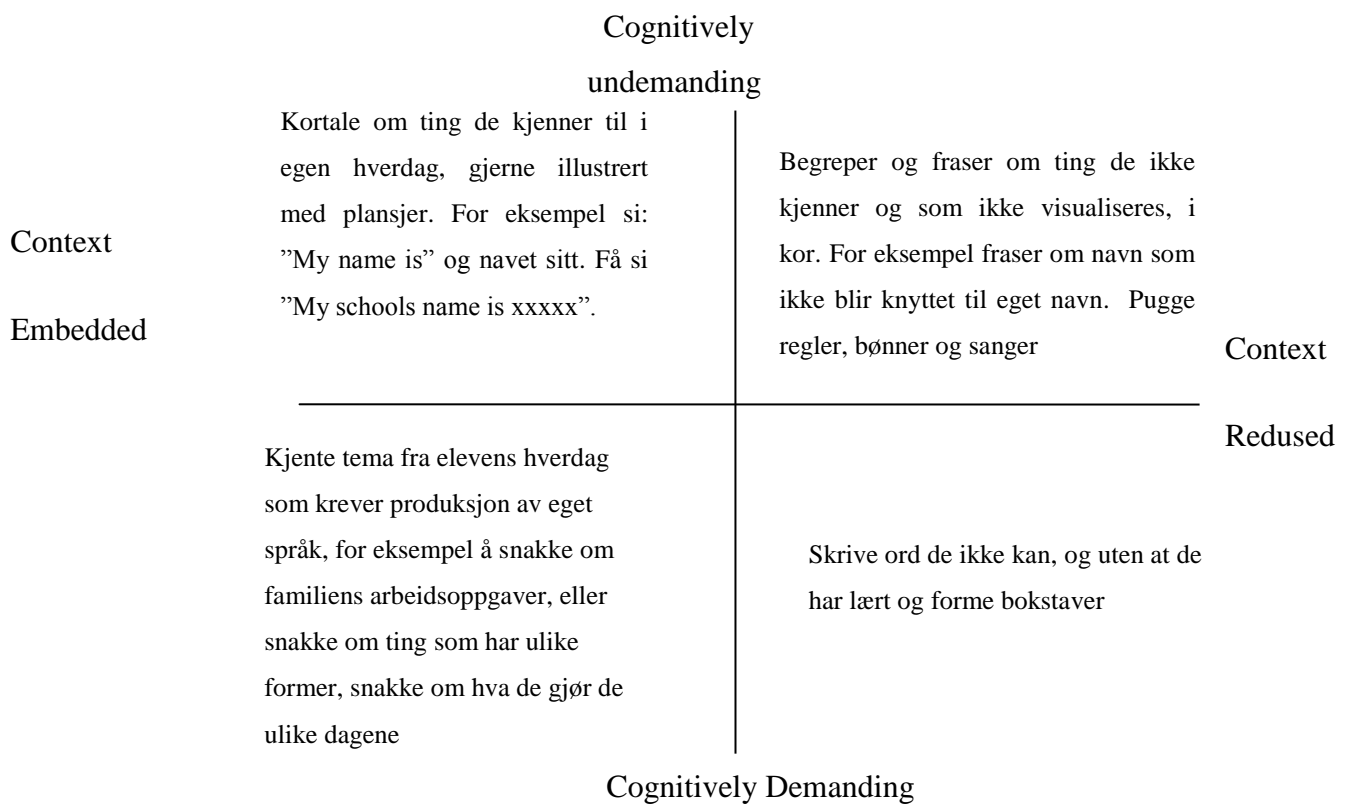 Cognitively
undemanding
Kortale om ting de kjenner til i
egen hverdag, gjerne illustrert
med plansjer. For eksempel si:
”My name is” og navet sitt. Få si
”My schools name is xxxxx”.
Begreper og fraser om ting de ikke
kjenner og som ikke visualiseres, i
kor. For eksempel fraser om navn som
ikke blir knyttet til eget navn. Pugge
regler, bønner og sanger
Context
Embedded
Context
Redused
Kjente tema fra elevens hverdag
som krever produksjon av eget
språk, for eksempel å snakke om
familiens arbeidsoppgaver, eller
snakke om ting som har ulike
former, snakke om hva de gjør de
ulike dagene
Skrive ord de ikke kan, og uten at de
har lært og forme bokstaver
Cognitively Demanding